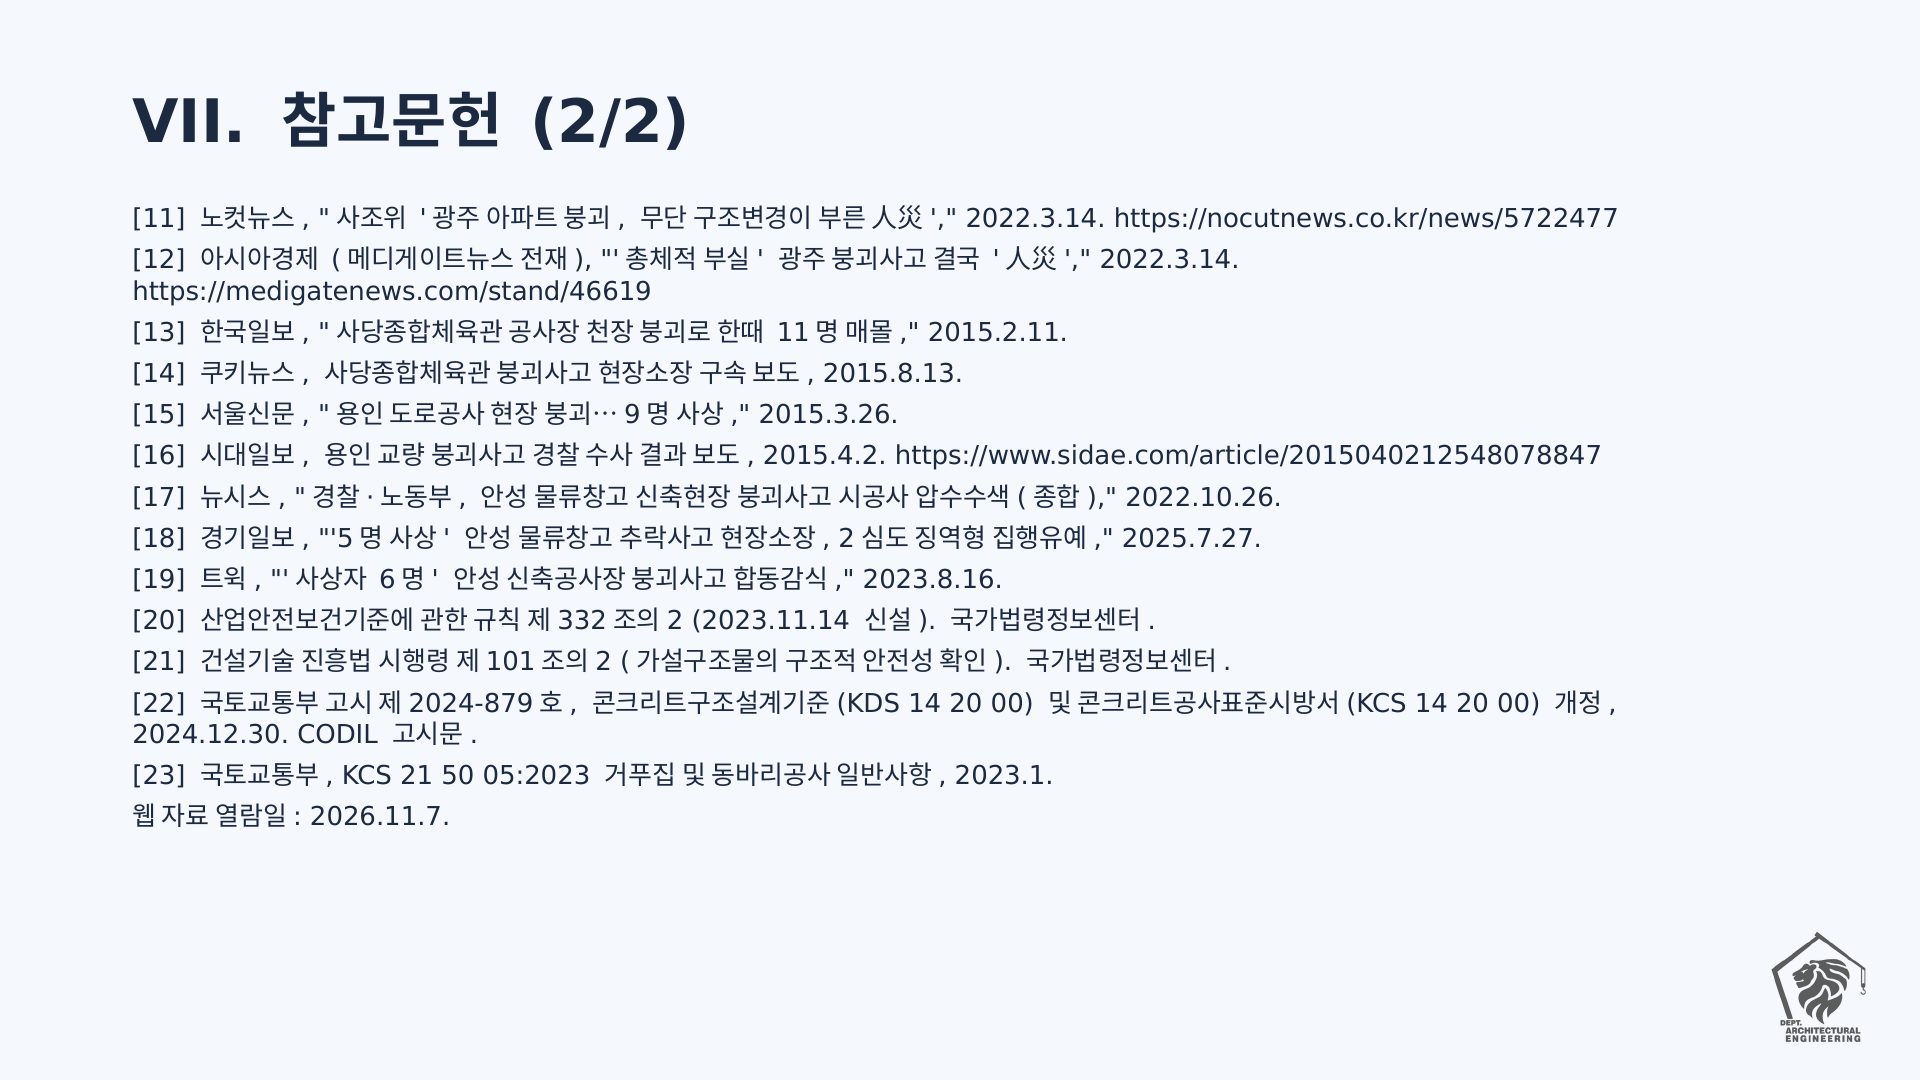 VII. 참고문헌 (2/2)
[11] 노컷뉴스, "사조위 '광주 아파트 붕괴, 무단 구조변경이 부른 人災'," 2022.3.14. https://nocutnews.co.kr/news/5722477
[12] 아시아경제 (메디게이트뉴스 전재), "'총체적 부실' 광주 붕괴사고 결국 '人災'," 2022.3.14.
https://medigatenews.com/stand/46619
[13] 한국일보, "사당종합체육관 공사장 천장 붕괴로 한때 11명 매몰," 2015.2.11.
[14] 쿠키뉴스, 사당종합체육관 붕괴사고 현장소장 구속 보도, 2015.8.13.
[15] 서울신문, "용인 도로공사 현장 붕괴…9명 사상," 2015.3.26.
[16] 시대일보, 용인 교량 붕괴사고 경찰 수사 결과 보도, 2015.4.2. https://www.sidae.com/article/2015040212548078847
[17] 뉴시스, "경찰·노동부, 안성 물류창고 신축현장 붕괴사고 시공사 압수수색(종합)," 2022.10.26.
[18] 경기일보, "'5명 사상' 안성 물류창고 추락사고 현장소장, 2심도 징역형 집행유예," 2025.7.27.
[19] 트윅, "'사상자 6명' 안성 신축공사장 붕괴사고 합동감식," 2023.8.16.
[20] 산업안전보건기준에 관한 규칙 제332조의2 (2023.11.14 신설). 국가법령정보센터.
[21] 건설기술 진흥법 시행령 제101조의2 (가설구조물의 구조적 안전성 확인). 국가법령정보센터.
[22] 국토교통부 고시 제2024-879호, 콘크리트구조설계기준(KDS 14 20 00) 및 콘크리트공사표준시방서(KCS 14 20 00) 개정,
2024.12.30. CODIL 고시문.
[23] 국토교통부, KCS 21 50 05:2023 거푸집 및 동바리공사 일반사항, 2023.1.
웹 자료 열람일: 2026.11.7.
DEPT.
ARCHITECTURAL
ENGINEERING